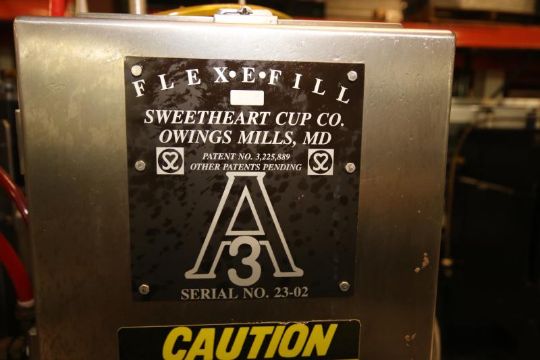 FLEX•E•FILL
SWEETHEART CUP CO.
OWINGS MILLS, MD
PATENT NO. 3,225,889
OTHER PATENTS PENDING
A
3
SERIAL NO. 23-02
CAUTION